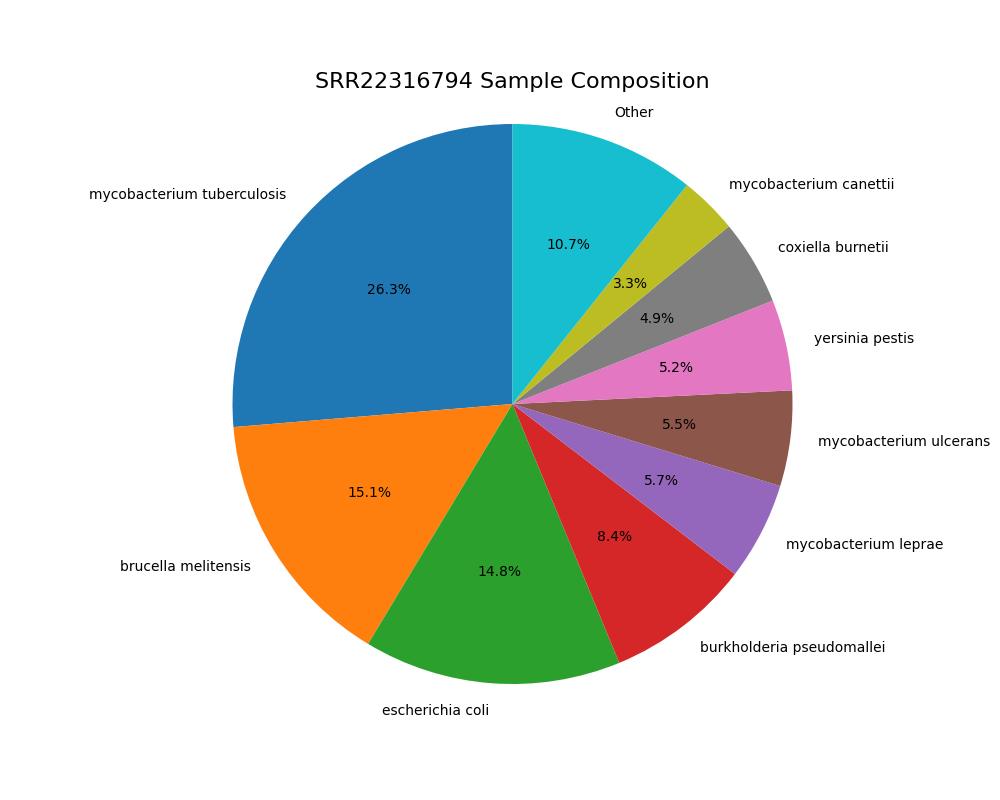 SRR22316794 Sample Composition
Other
mycobacterium canettii
mycobacterium tuberculosis
coxiella burnetii
10.7%
3.3%
26.3%
4.9%
yersinia pestis
5.2%
5.5%
mycobacterium ulcerans
5.7%
15.1%
8.4%
mycobacterium leprae
brucella melitensis
14.8%
burkholderia pseudomallei
escherichia coli